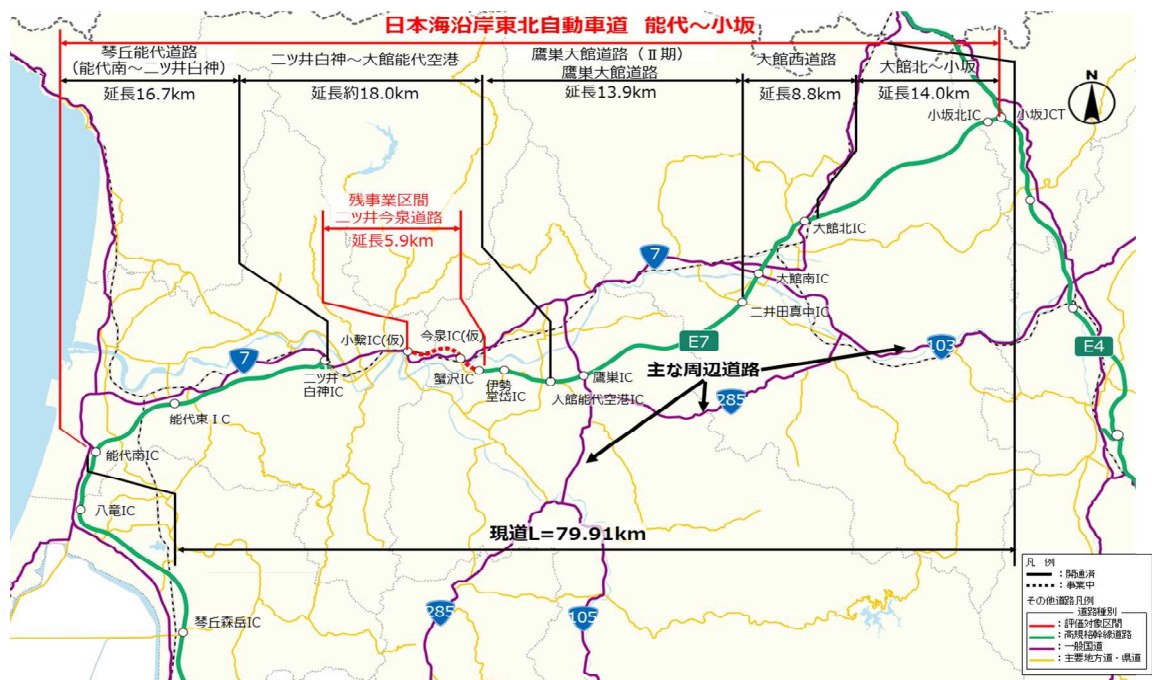 日本海沿岸東北自動車道 能代～小坂
琴丘能代道路
(能代南～二ツ井白神)
延長16.7km
二ツ井白神～大館能代空港
延長約18.0km
鷹巣大館道路(Ⅱ期)
鷹巣大館道路
延長13.9km
大館西道路
延長8.8km
大館北～小坂
延長14.0km
N
小坂北IC
小坂JCT
残事業区間
二ツ井今泉道路
延長5.9km
大館北IC
7
大館南IC
二井田真中IC
小繋IC(仮)
今泉IC(仮)
E7
103
E4
7
二ツ井
白神IC
蟹沢IC
伊勢
堂岱IC
大館能代空港IC
鷹巣IC
主な周辺道路
285
能代東IC
能代南IC
八竜IC
現道L=79.91km
285
105
琴丘森岳IC
凡 例
:開通済
:事業中
その他道路凡例
道路種別
:評価対象区間
:高規格幹線道路
:一般国道
:主要地方道・県道